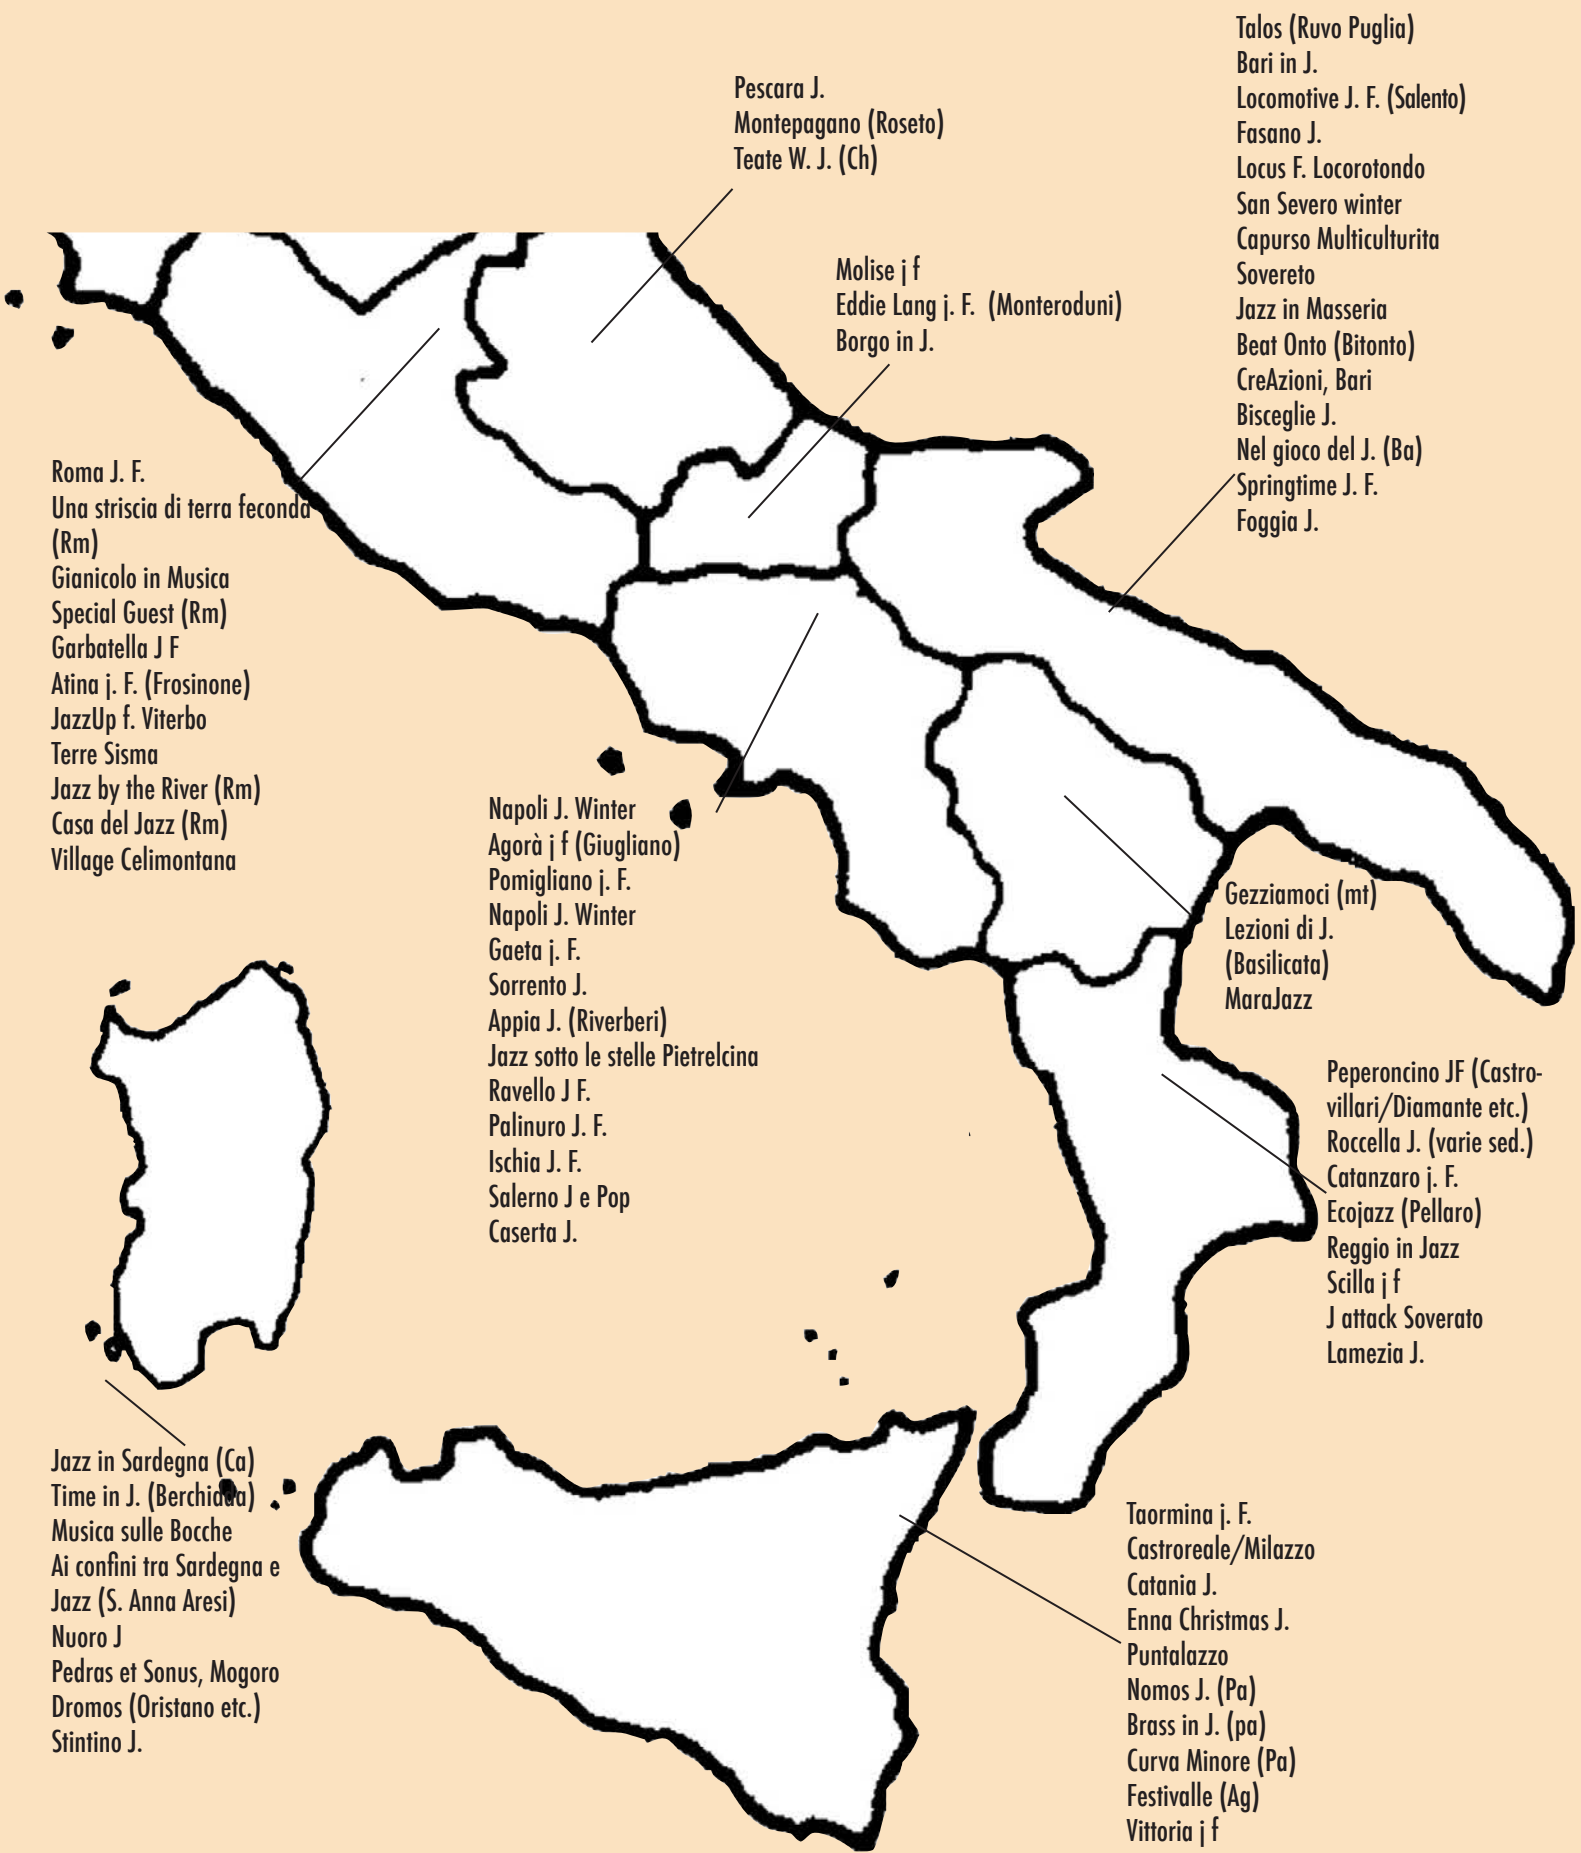 Talos (Ruvo Puglia)
Bari in J.
Locomotive J. F. (Salento)
Fasano J.
Locus F. Locorotondo
San Severo winter
Capurso Multiculturita
Sovereto
Jazz in Masseria
Beat Onto (Bitonto)
CreAzioni, Bari
Bisceglie J.
Nel gioco del J. (Ba)
Springtime J. F.
Foggia J.
Pescara J.
Montepagano (Roseto)
Teate W. J. (Ch)
Molise j f
Eddie Lang j. F. (Monteroduni)
Borgo in J.
Roma J. F.
Una striscia di terra feconda
(Rm)
Gianicolo in Musica
Special Guest (Rm)
Garbatella J F
Atina j. F. (Frosinone)
JazzUp f. Viterbo
Terre Sisma
Jazz by the River (Rm)
Casa del Jazz (Rm)
Village Celimontana
Napoli J. Winter
Agorà j f (Giugliano)
Pomigliano j. F.
Napoli J. Winter
Gaeta j. F.
Sorrento J.
Appia J. (Riverberi)
Jazz sotto le stelle Pietrelcina
Ravello J F.
Palinuro J. F.
Ischia J. F.
Salerno J e Pop
Caserta J.
Gezziamoci (mt)
Lezioni di J.
(Basilicata)
MaraJazz
Peperoncino JF (Castro-
villari/Diamante etc.)
Roccella J. (varie sed.)
Catanzaro j. F.
Ecojazz (Pellaro)
Reggio in Jazz
Scilla j f
J attack Soverato
Lamezia J.
Jazz in Sardegna (Ca)
Time in J. (Berchidda)
Musica sulle Bocche
Ai confini tra Sardegna e
Jazz (S. Anna Aresi)
Nuoro J
Pedras et Sonus, Mogoro
Dromos (Oristano etc.)
Stintino J.
Taormina j. F.
Castroreale/Milazzo
Catania J.
Enna Christmas J.
Puntalazzo
Nomos J. (Pa)
Brass in J. (pa)
Curva Minore (Pa)
Festivalle (Ag)
Vittoria j f